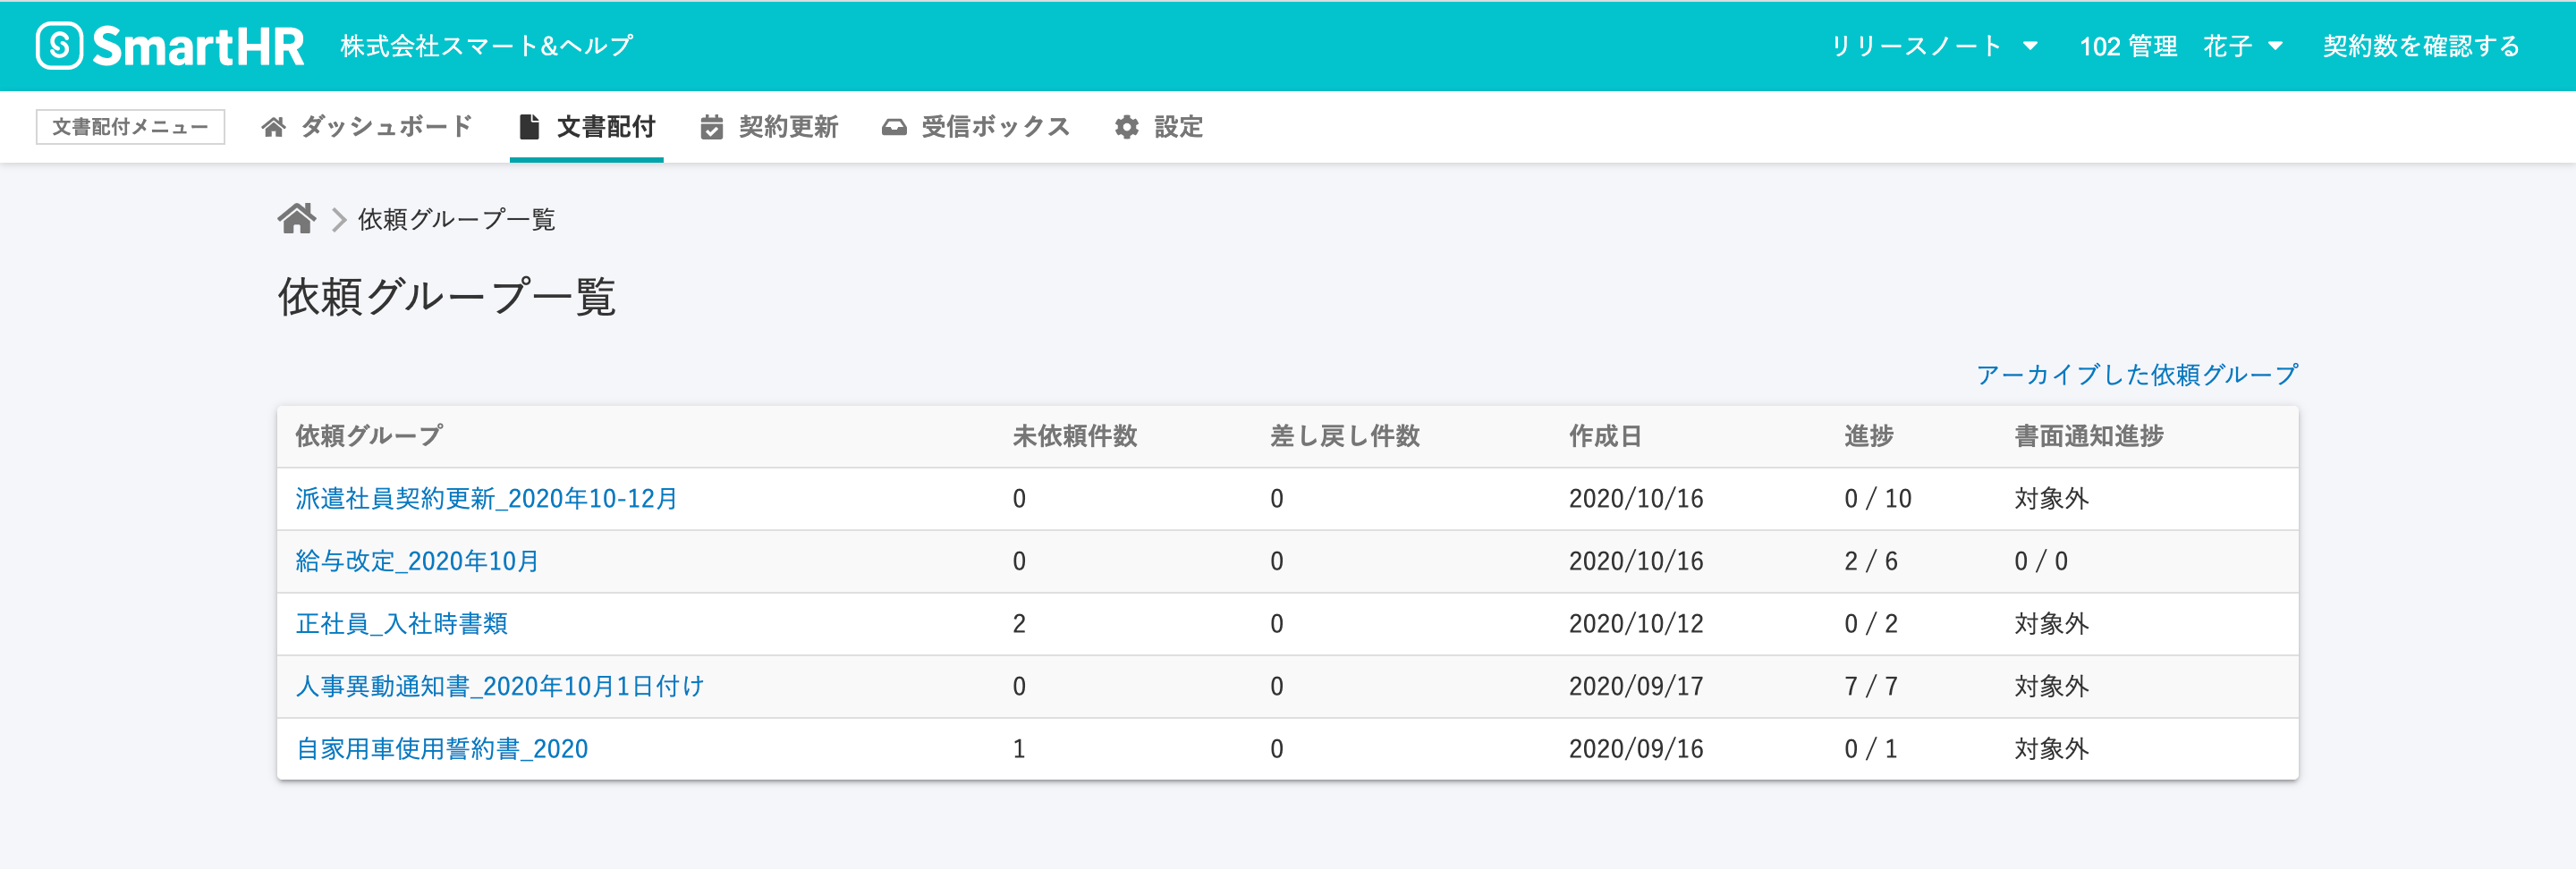 SmartHR 株式会社スマート&ヘルプ リリースノート 102 管理 花子 契約数を確認する
文書配付メニュー ダッシュボード 文書配付 契約更新 受信ボックス 設定
依頼グループ一覧
依頼グループ一覧
アーカイブした依頼グループ
依頼グループ 未依頼件数 差し戻し件数 作成日 進捗 書面通知進捗
派遣社員契約更新_2020年10-12月 0 0 2020/10/16 0 / 10 対象外
給与改定_2020年10月 0 0 2020/10/16 2 / 6 0 / 0
正社員_入社時書類 2 0 2020/10/12 0 / 2 対象外
人事異動通知書_2020年10月1日付け 0 0 2020/09/17 7 / 7 対象外
自家用車使用誓約書_2020 1 0 2020/09/16 0 / 1 対象外